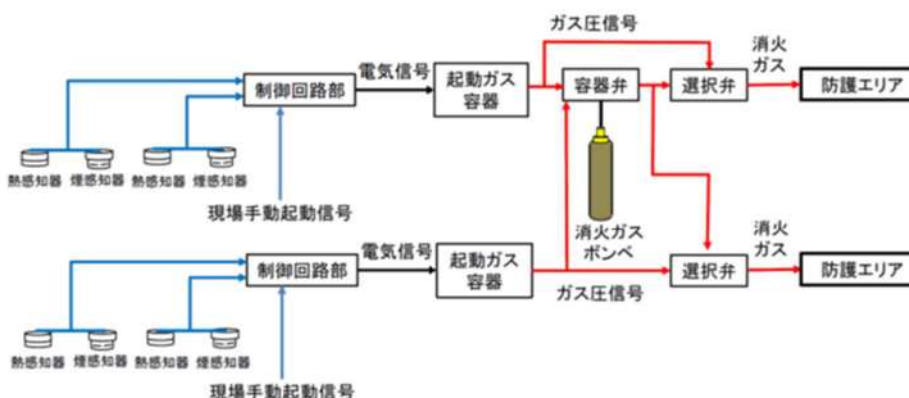 ガス圧信号
消火
ガス
電気信号
制御回路部
起動ガス
容器
容器弁
選択弁
防護エリア
熱感知器
煙感知器
熱感知器
煙感知器
現場手動起動信号
消火ガス
ボンベ
電気信号
制御回路部
起動ガス
容器
ガス圧信号
選択弁
消火
ガス
防護エリア
熱感知器
煙感知器
熱感知器
煙感知器
現場手動起動信号